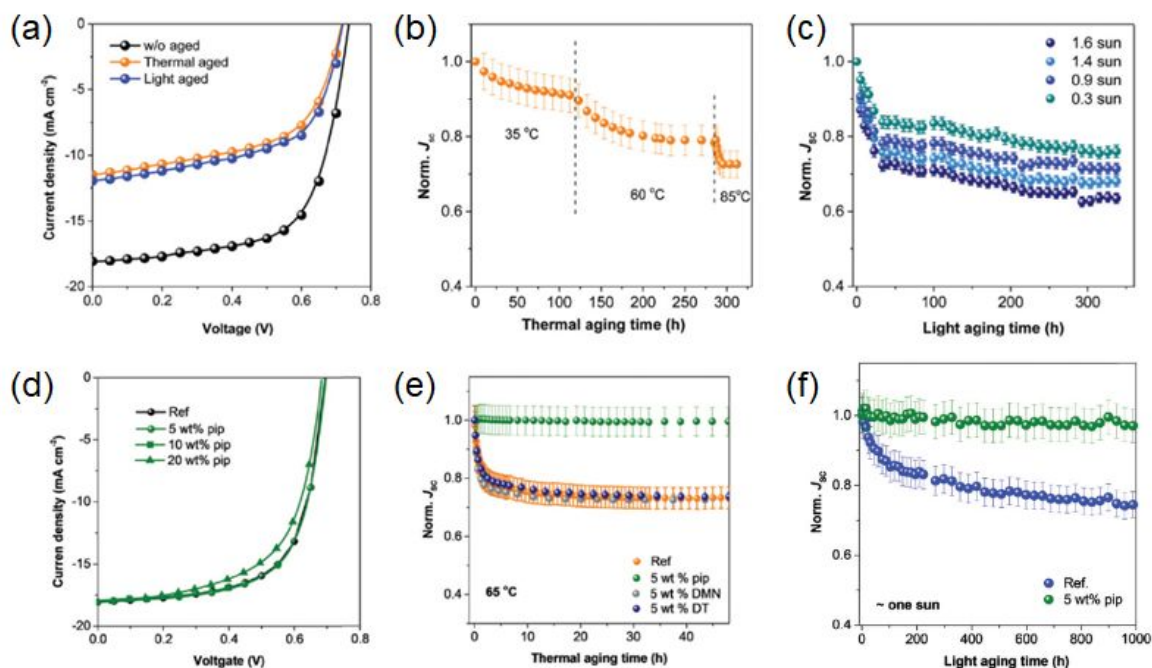 (a)
w/o aged
Thermal aged
Light aged
Current density (mA cm⁻²)
0
-5
-10
-15
-20
0.0 0.2 0.4 0.6 0.8
Voltage (V)
(b)
Norm. Jsc
1.0
0.8
0.6
0.4
35 °C
60 °C
85°C
0 50 100 150 200 250 300
Thermal aging time (h)
(c)
1.6 sun
1.4 sun
0.9 sun
0.3 sun
Norm. Jsc
1.0
0.8
0.6
0.4
0 100 200 300
Light aging time (h)
(d)
Ref
5 wt% pip
10 wt% pip
20 wt% pip
Curren density (mA cm⁻²)
0
-5
-10
-15
-20
0.0 0.2 0.4 0.6 0.8
Voltgate (V)
(e)
Norm. Jsc
1.0
0.8
0.6
0.4
Ref
5 wt % pip
5 wt % DMN
5 wt % DT
65 °C
0 10 20 30 40
Thermal aging time (h)
(f)
Norm. Jsc
1.0
0.8
0.6
0.4
Ref.
5 wt% pip
~ one sun
0 200 400 600 800 1000
Light aging time (h)